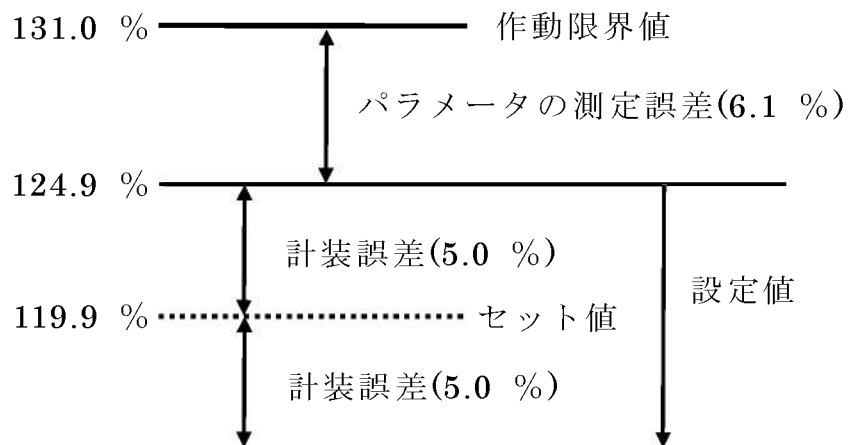 131.0 % 作動限界値
パラメータの測定誤差(6.1 %)
124.9 %
計装誤差(5.0 %)
設定値
119.9 % セット値
計装誤差(5.0 %)